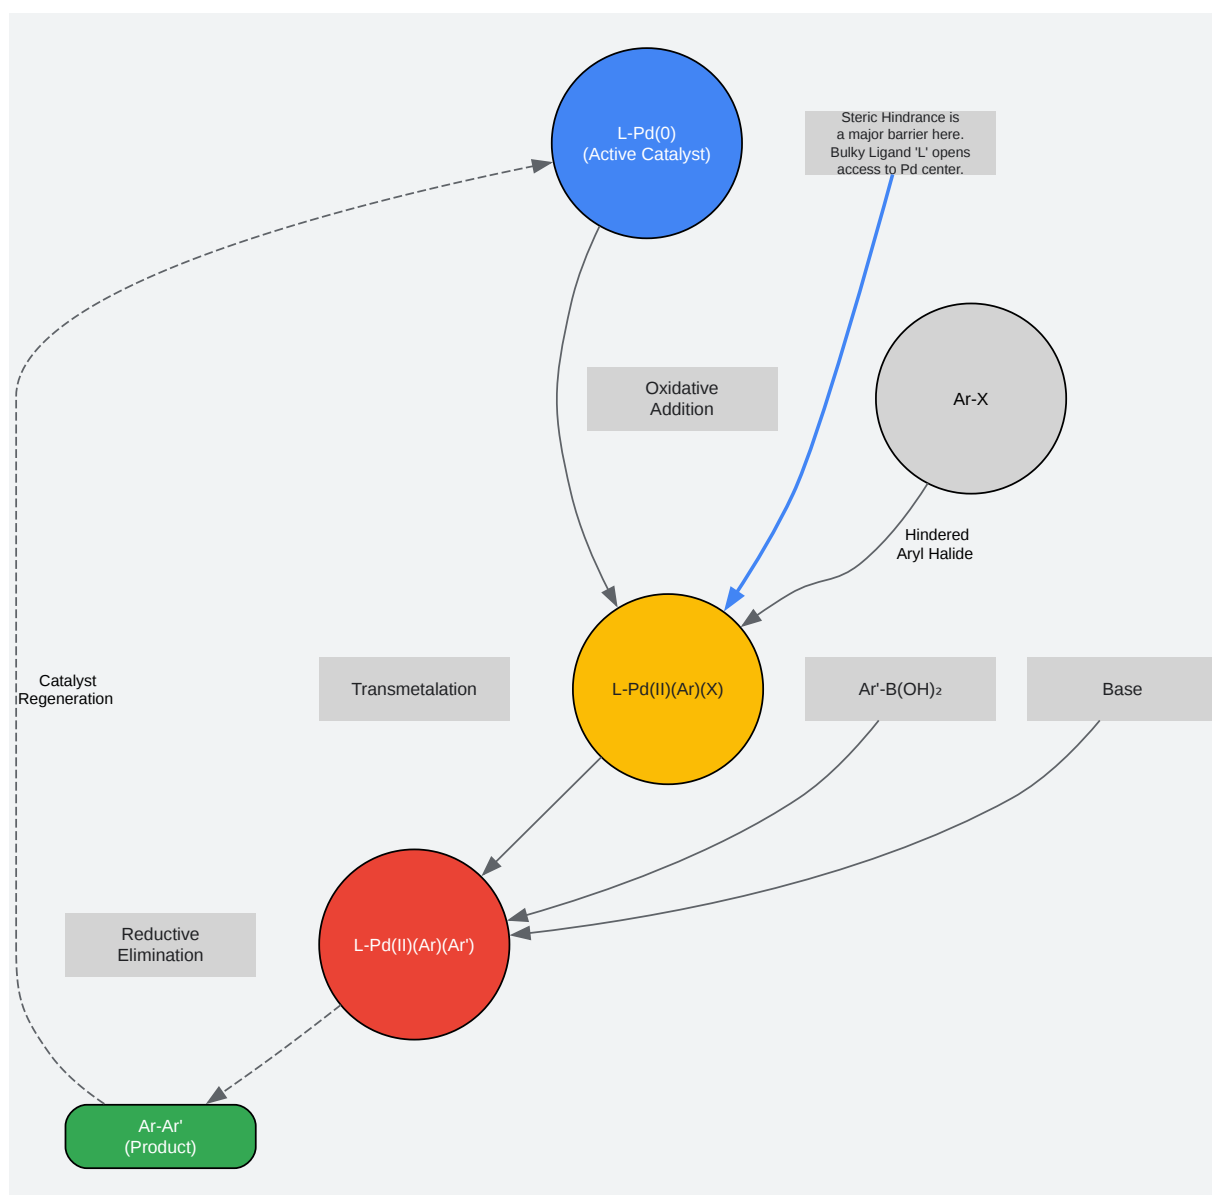 L-Pd(0)
(Active Catalyst)
Steric Hindrance is
a major barrier here.
Bulky Ligand 'L' opens
access to Pd center.
Oxidative
Addition
Ar-X
Hindered
Aryl Halide
Catalyst
Regeneration
Transmetalation
L-Pd(II)(Ar)(X)
Ar'-B(OH)₂
Base
Reductive
Elimination
L-Pd(II)(Ar)(Ar')
Ar-Ar'
(Product)